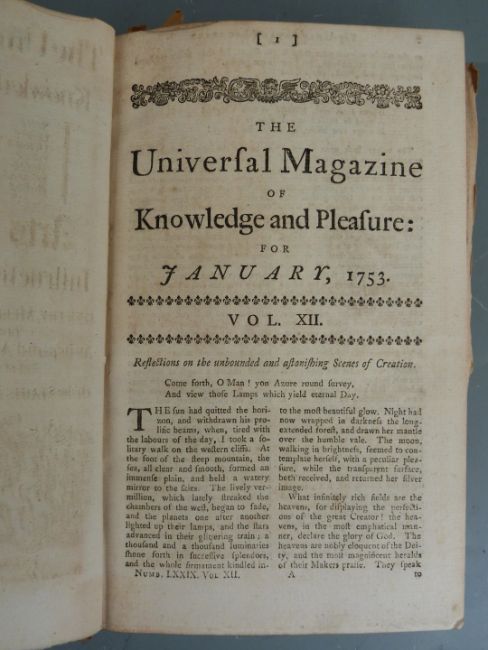 [ 1 ]
THE
Univerſal Magazine
OF
Knowledge and Pleaſure:
FOR
JANUARY, 1753.
VOL. XII.
Reflections on the unbounded and aſtoniſhing Scenes of Creation.
Come forth, O Man! yon Azure round ſurvey,
And view thoſe Lamps which yield eternal Day.
THE ſun had quitted the hori-
zon, and withdrawn his pro-
lific beams, when, tired with
the labours of the day, I took a ſo-
litary walk on the weſtern cliffs. At
the foot of the ſteep mountain, the
ſea, all clear and ſmooth, formed an
immenſe plain, and held a watery
mirror to the ſkies. The lively ver-
million, which lately ſtreaked the
chambers of the weſt, began to fade,
and the planets one after another
lighted up their lamps, and the ſtars
advanced in their glittering train; a
thouſand and a thouſand luminaries
ſhone forth in ſucceſſive ſplendors,
and the whole firmament kindled in-
to the moſt beautiful glow. Night had
now wrapped in darkneſs the long-
extended foreſt, and drawn her mantle
over the humble vale. The moon,
walking in brightneſs, ſeemed to con-
template herſelf, with a peculiar plea-
ſure, while the tranſparent ſurface,
both received, and returned her ſilver
image.
What infinitely rich fields are the
heavens, for diſplaying the perfecti-
ons of the great Creator! the hea-
vens, in the moſt emphatical man-
ner, declare the glory of God. The
heavens are nobly eloquent of the Dei-
ty, and the moſt magnificent heralds
of their Makers praiſe. They ſpeak
NUMB. LXXIX. VOL. XII.
A
to